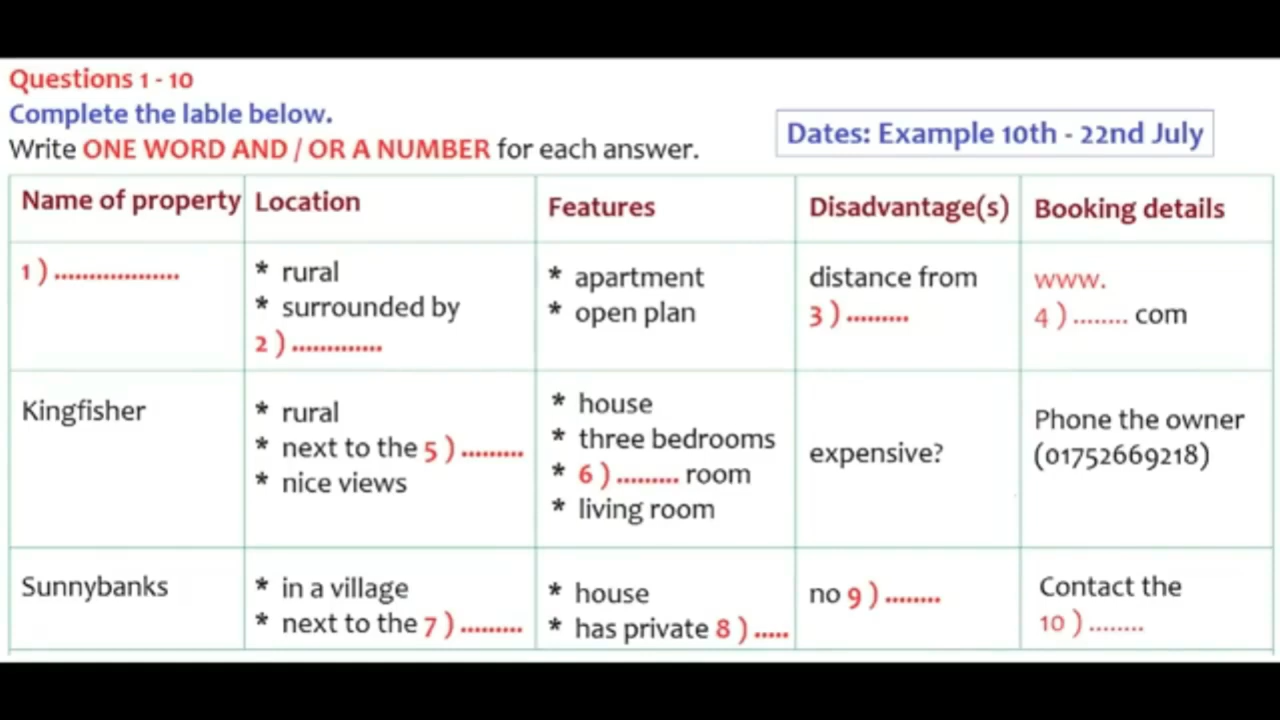 Questions 1 - 10
Complete the lable below.
Write ONE WORD AND / OR A NUMBER for each answer.
Dates: Example 10th - 22nd July
Name of property
Location
Features
Disadvantage(s)
Booking details
1 ) ..................
* rural
* surrounded by
2 ) .............
* apartment
* open plan
distance from
3 ) .........
www.
4 ) ........ com
Kingfisher
* rural
* next to the 5 ) .........
* nice views
* house
* three bedrooms
* 6 ) ......... room
* living room
expensive?
Phone the owner
(01752669218)
Sunnybanks
* in a village
* next to the 7 ) .........
* house
* has private 8 ) .....
no 9 ) ........
Contact the
10 ) ........